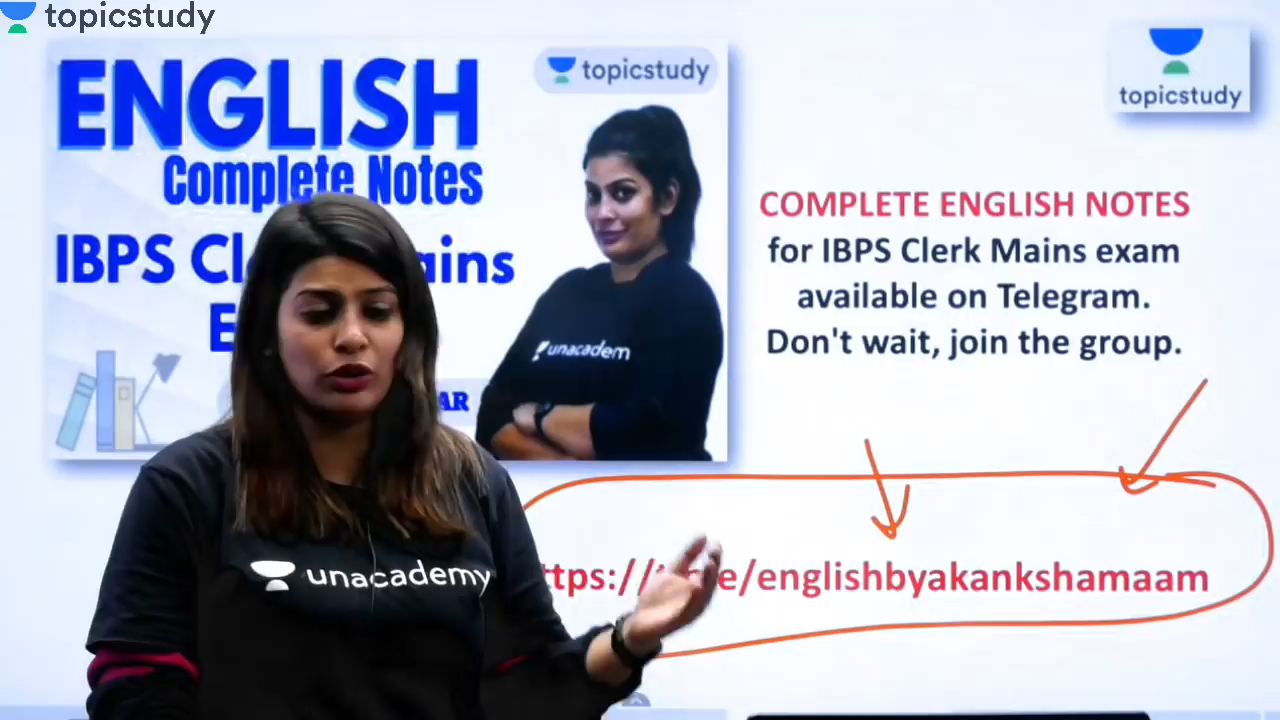 topicstudy
ENGLISH
Complete Notes
IBPS Cl ains
E
AR
topicstudy
unacadem
topicstudy
COMPLETE ENGLISH NOTES
for IBPS Clerk Mains exam
available on Telegram.
Don't wait, join the group.
ttps://t. e/englishbyakankshamaam
unacademy